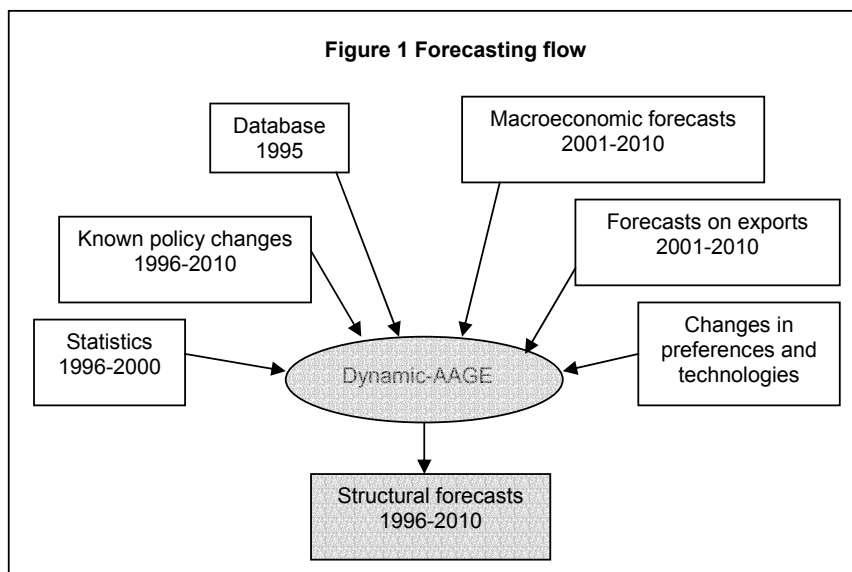 Figure 1 Forecasting flow
Database
1995
Macroeconomic forecasts
2001-2010
Known policy changes
1996-2010
Forecasts on exports
2001-2010
Statistics
1996-2000
Changes in
preferences and
technologies
Dynamic-AAGE
Structural forecasts
1996-2010